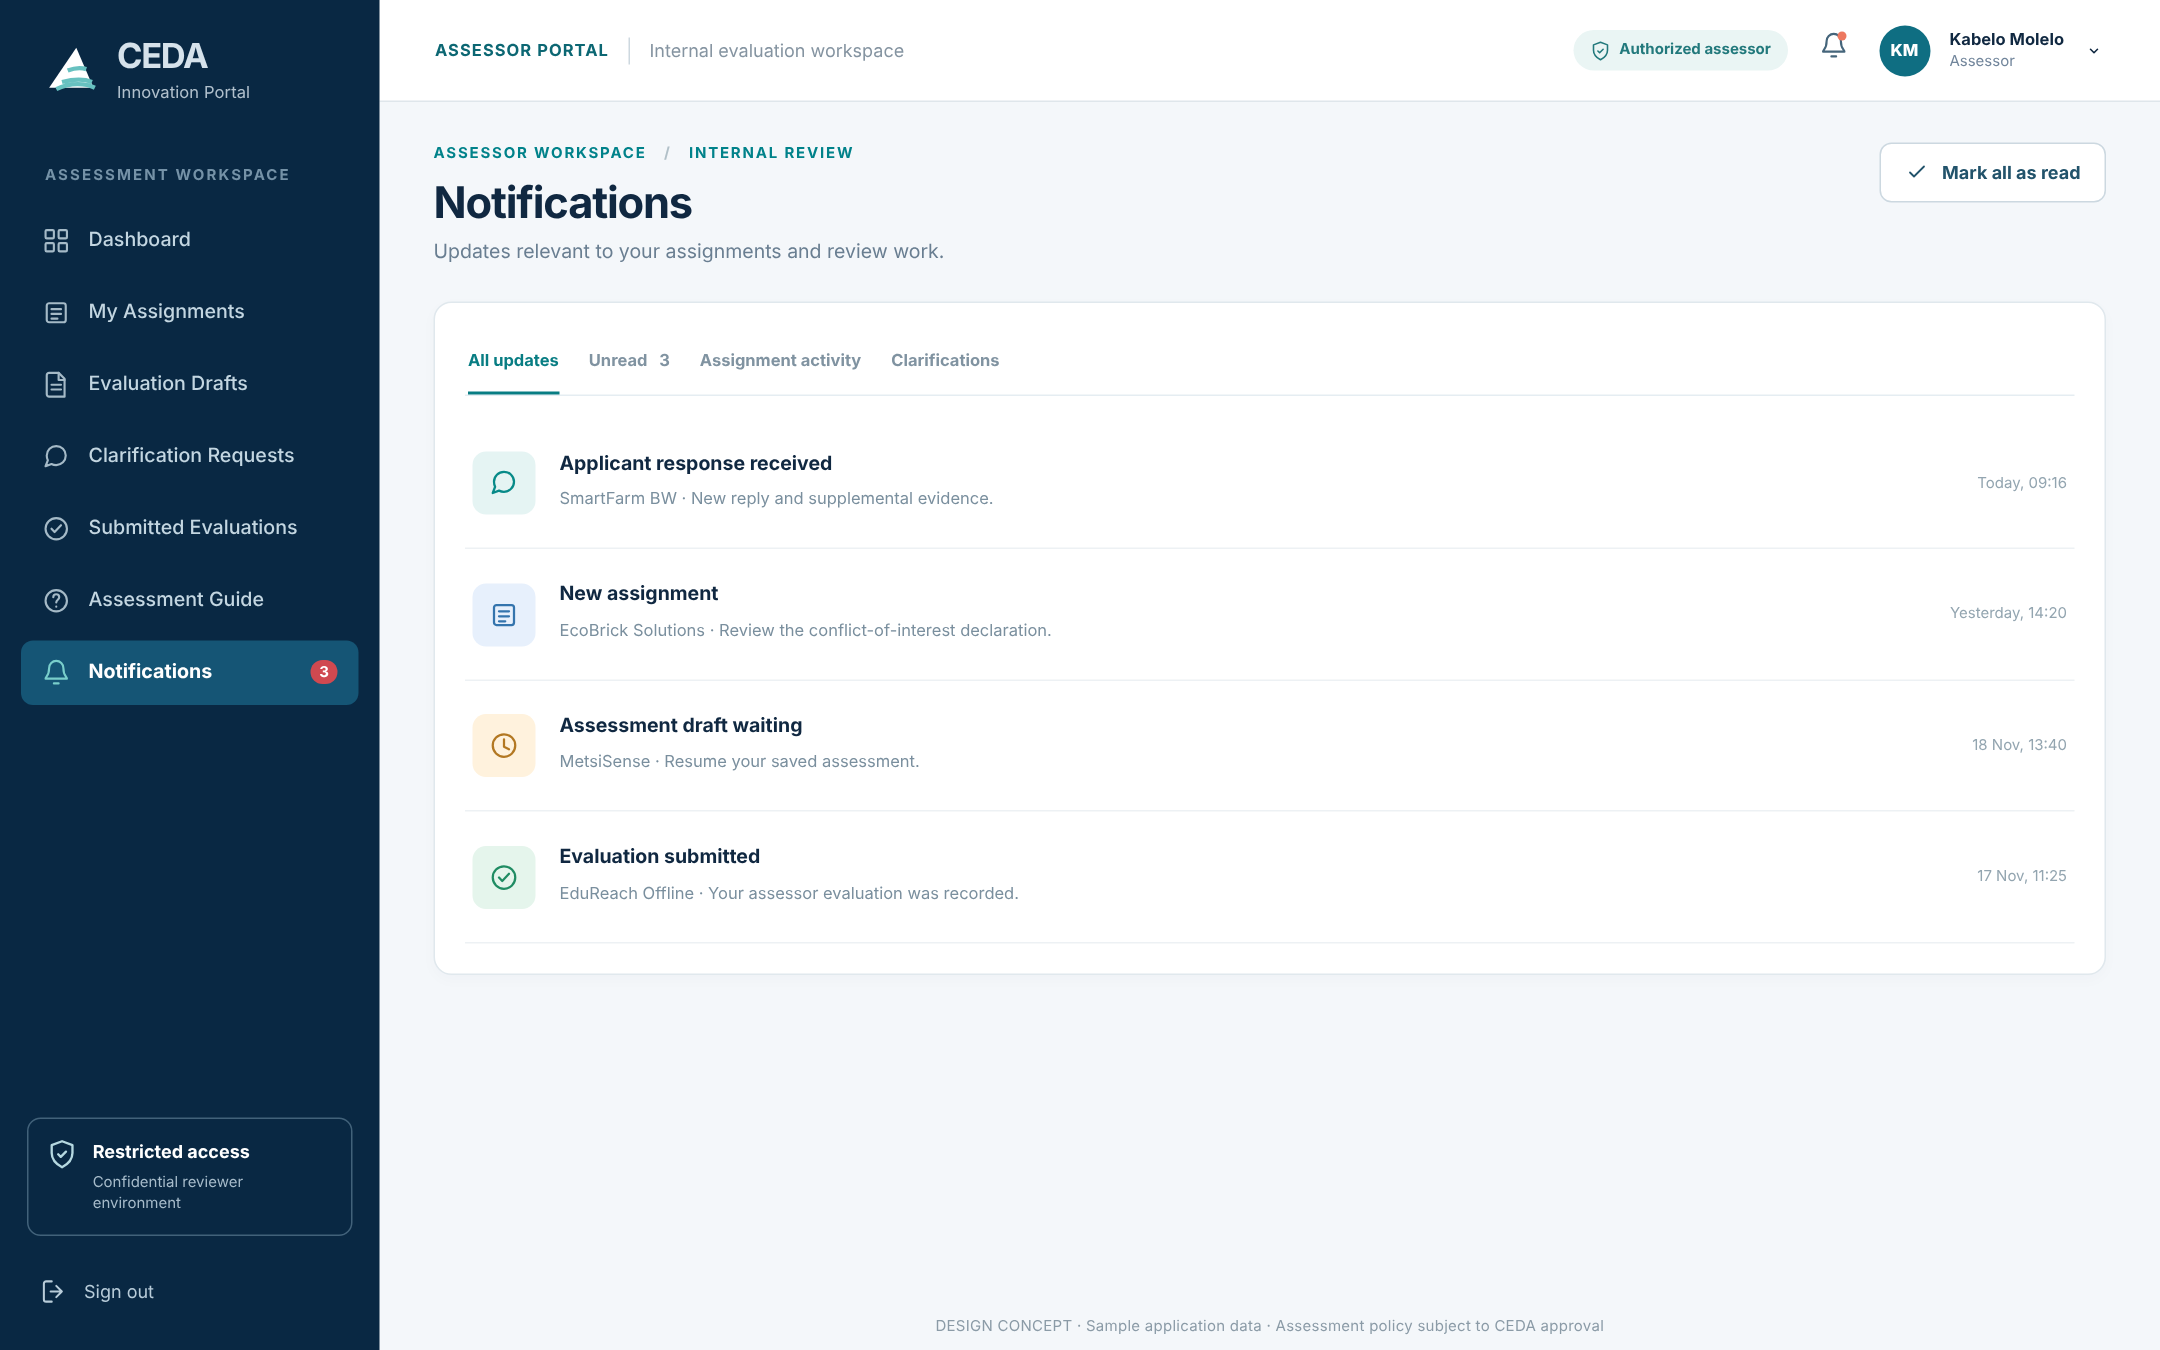 CEDA
Innovation Portal
ASSESSMENT WORKSPACE
Dashboard
My Assignments
Evaluation Drafts
Clarification Requests
Submitted Evaluations
Assessment Guide
Notifications 3
Restricted access
Confidential reviewer
environment
Sign out
ASSESSOR PORTAL Internal evaluation workspace
Authorized assessor
KM
Kabelo Molelo
Assessor
ASSESSOR WORKSPACE / INTERNAL REVIEW
Notifications
Updates relevant to your assignments and review work.
Mark all as read
All updates Unread 3 Assignment activity Clarifications
Applicant response received
SmartFarm BW · New reply and supplemental evidence.
Today, 09:16
New assignment
EcoBrick Solutions · Review the conflict-of-interest declaration.
Yesterday, 14:20
Assessment draft waiting
MetsiSense · Resume your saved assessment.
18 Nov, 13:40
Evaluation submitted
EduReach Offline · Your assessor evaluation was recorded.
17 Nov, 11:25
DESIGN CONCEPT · Sample application data · Assessment policy subject to CEDA approval